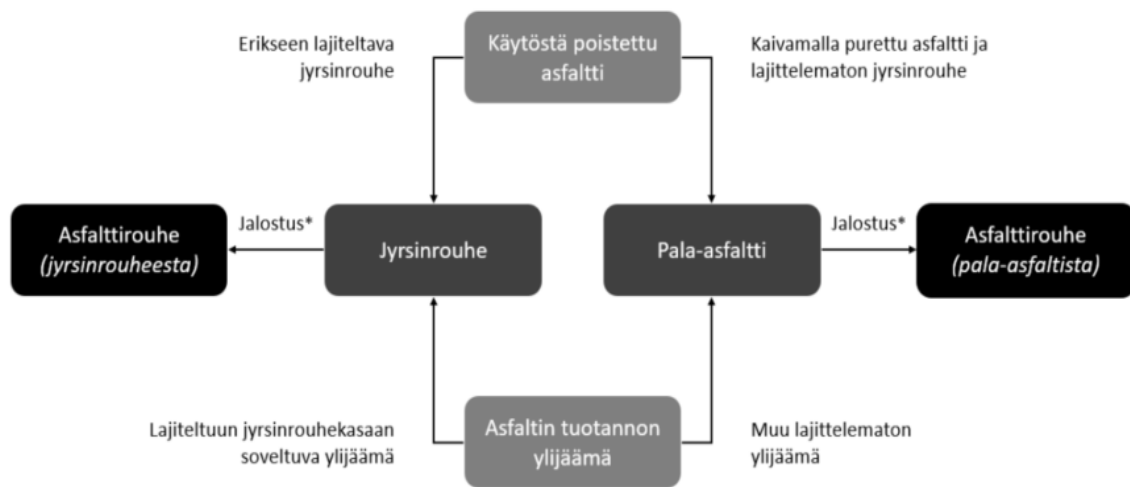 Erikseen lajiteltava
jyrsinrouhe
Käytöstä poistettu
asfaltti
Kaivamalla purettu asfaltti ja
lajittelematon jyrsinrouhe
Asfalttirouhe
(jyrsinrouheesta)
Jalostus*
Jyrsinrouhe
Pala-asfaltti
Jalostus*
Asfalttirouhe
(pala-asfaltista)
Lajiteltuun jyrsinrouhekasaan
soveltuva ylijäämä
Asfaltin tuotannon
ylijäämä
Muu lajittelematon
ylijäämä